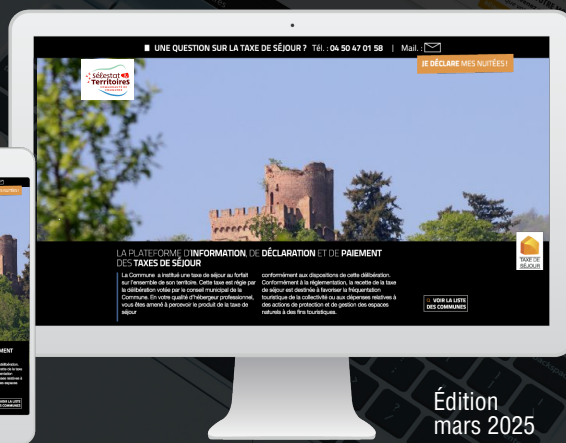 UNE QUESTION SUR LA TAXE DE SÉJOUR ? Tél. : 04 50 47 01 58 | Mail. :
JE DÉCLARE MES NUITÉES !
Sélestat
Territoires
LA PLATEFORME D'INFORMATION, DE DÉCLARATION ET DE PAIEMENT
DES TAXES DE SÉJOUR
La Commune a institué une taxe de séjour au forfait
sur l'ensemble de son territoire. Cette taxe est régie par
la délibération votée par le conseil municipal de la
Commune. En votre qualité d'hébergeur professionnel,
vous êtes amené à percevoir le produit de la taxe de
séjour
conformément aux dispositions de cette délibération.
Conformément à la réglementation, la recette de la taxe
de séjour est destinée à favoriser la fréquentation
touristique de la collectivité ou aux dépenses relatives à
des actions de protection et de gestion des espaces
naturels à des fins touristiques.
TAXE DE
SÉJOUR
VOIR LA LISTE
DES COMMUNES
Édition
mars 2025